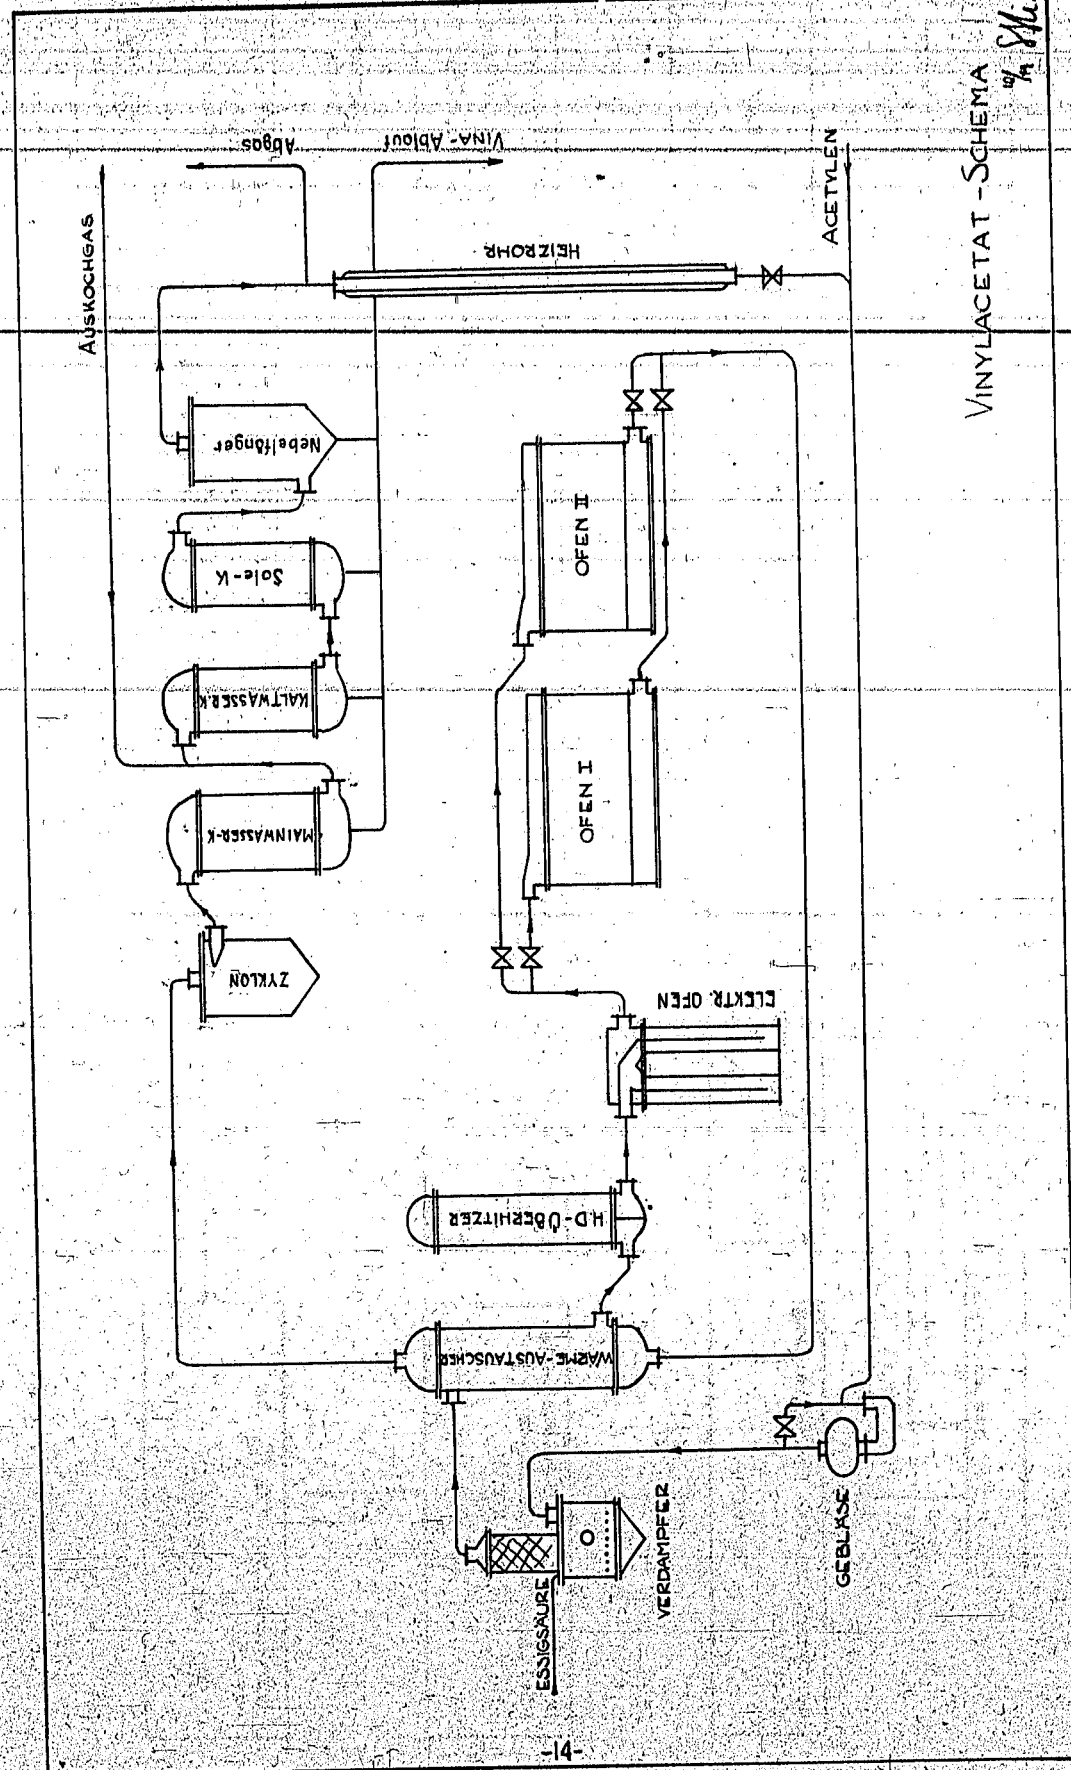 VINYLACETAT-SCHEMA
AUSKOCHGAS
Abgas
VINA-Ablauf
ACETYLEN
HEIZROHR
Nebelfänger
Sole-K
KALTWASSER-K
MAINWASSER-K
ZYKLON
OFEN II
OFEN I
ELEKTR. OFEN
H.D-ÜBERHITZER
WÄRME-AUSTAUSCHER
ESSIGSÄURE
VERDAMPFER
GEBLÄSE
-14-